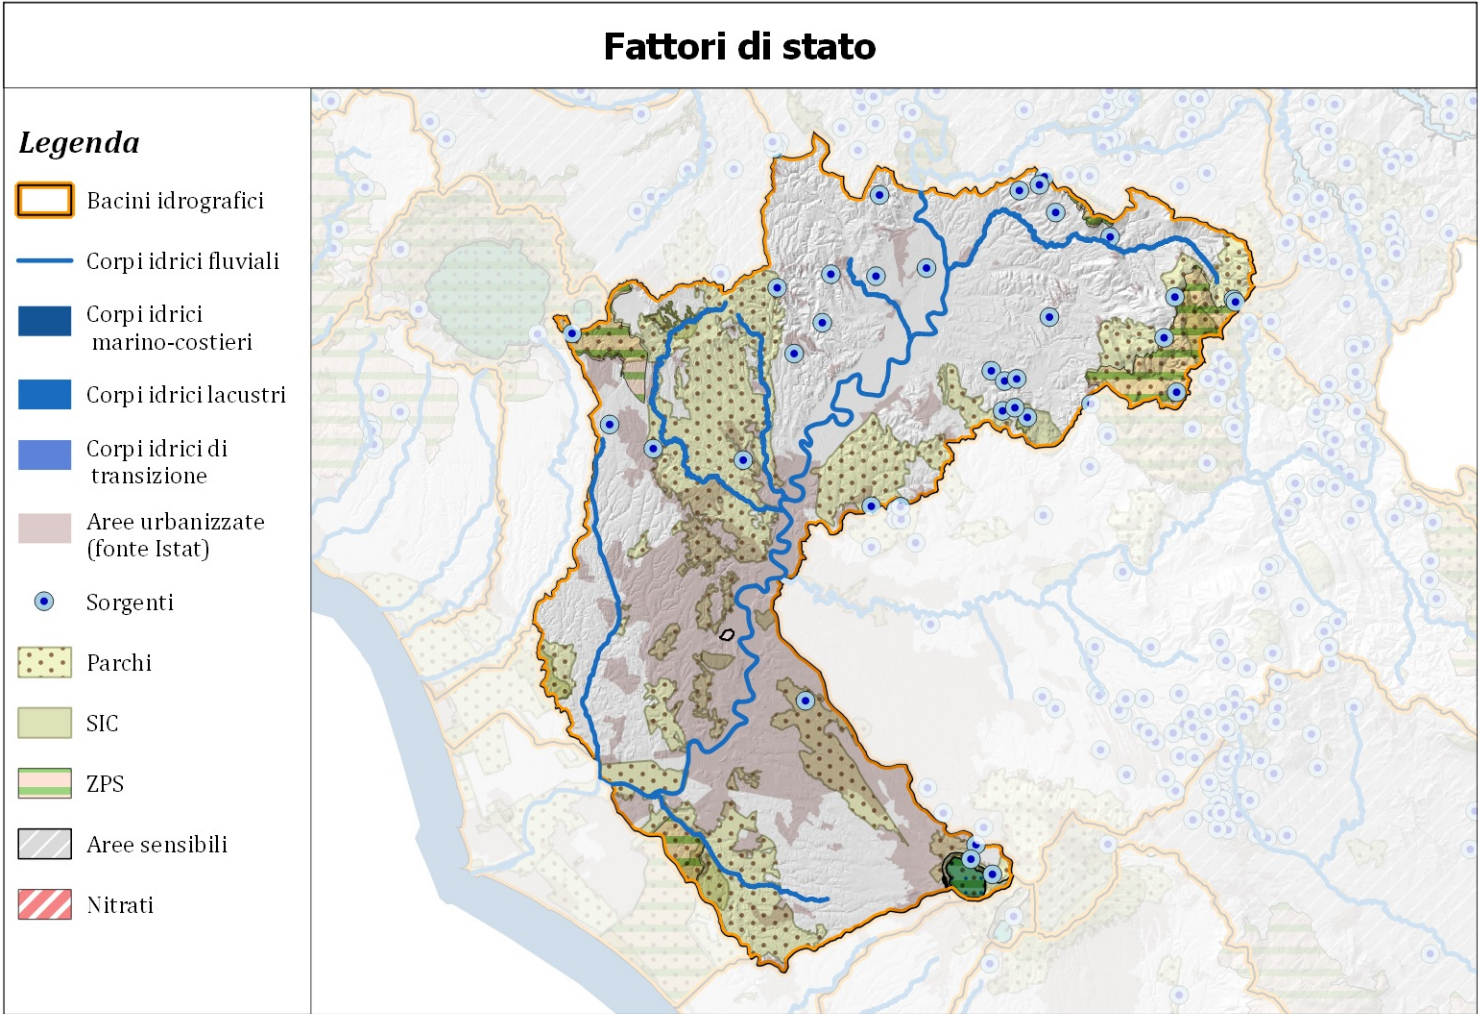 Fattori di stato
Legenda
Bacini idrografici
Corpi idrici fluviali
Corpi idrici
marino-costieri
Corpi idrici lacustri
Corpi idrici di
transizione
Aree urbanizzate
(fonte Istat)
Sorgenti
Parchi
SIC
ZPS
Aree sensibili
Nitrati